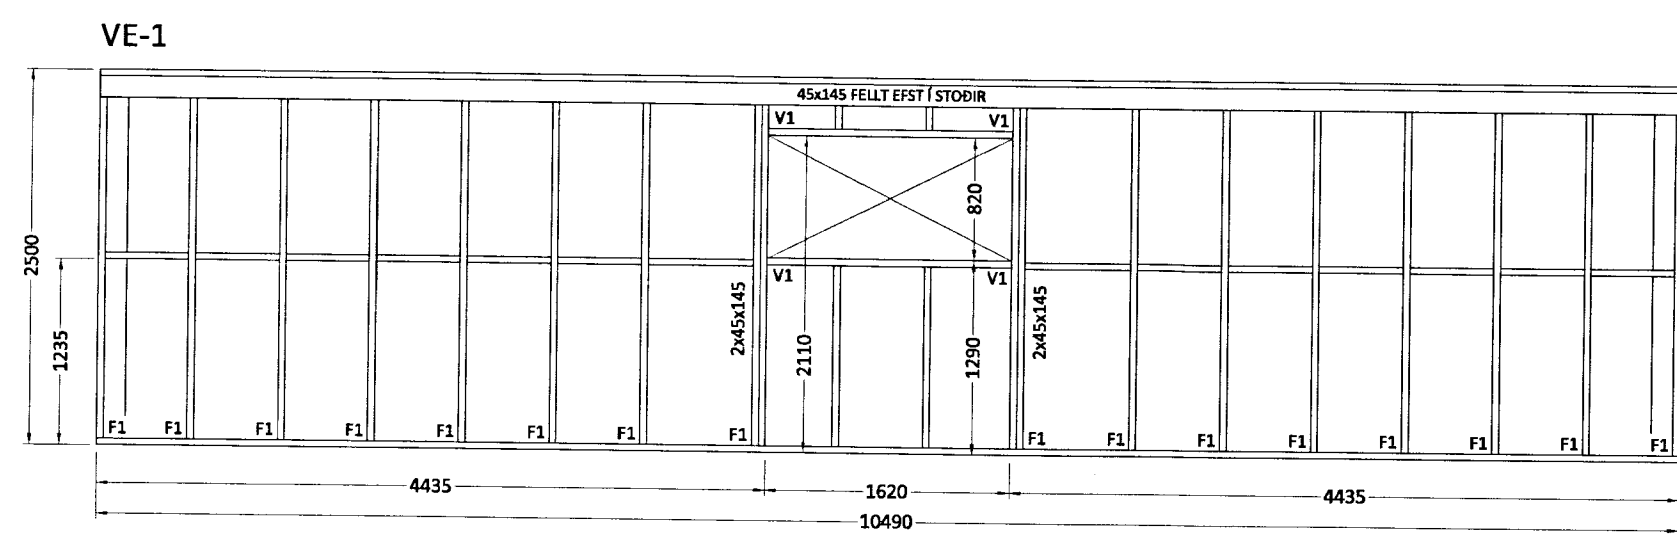 VE-1
45x145 FELLT EFST Í STOÐIR
V1 V1
820
2500
V1 V1
1235
2x45x145
2110
1290
2x45x145
F1 F1 F1 F1 F1 F1 F1 F1 F1 F1 F1 F1 F1 F1 F1 F1
4435 1620 4435
10490